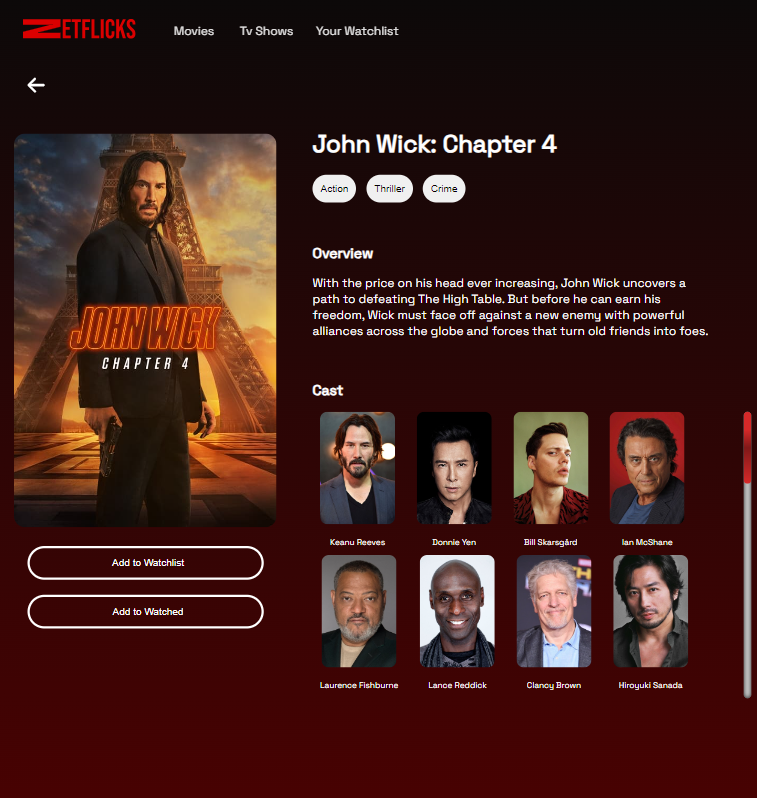 ZETFLICKS
Movies Tv Shows Your Watchlist
John Wick: Chapter 4
Action Thriller Crime
Overview
With the price on his head ever increasing, John Wick uncovers a
path to defeating The High Table. But before he can earn his
freedom, Wick must face off against a new enemy with powerful
alliances across the globe and forces that turn old friends into foes.
JOHN WICK
CHAPTER 4
Add to Watchlist
Add to Watched
Cast
Keanu Reeves Donnie Yen Bill Skarsgård Ian McShane
Laurence Fishburne Lance Reddick Clancy Brown Hiroyuki Sanada